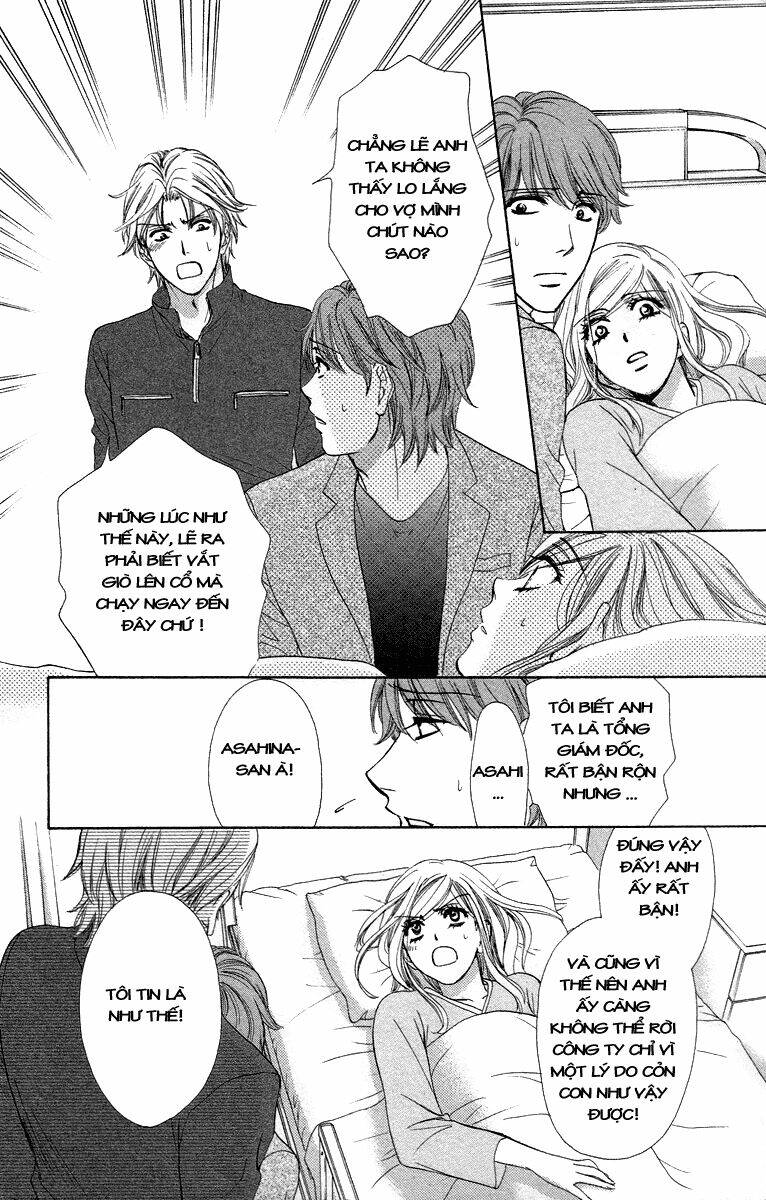 CHẲNG LẼ ANH
TA KHÔNG
THẤY LO LẮNG
CHO VỢ MÌNH
CHÚT NÀO
SAO?
NHỮNG LÚC NHƯ
THẾ NÀY, LẼ RA
PHẢI BIẾT VẮT
GIÒ LÊN CỔ MÀ
CHẠY NGAY ĐẾN
ĐÂY CHỨ !
TÔI BIẾT ANH
TA LÀ TỔNG
GIÁM ĐỐC,
RẤT BẬN RỘN
NHƯNG ...
ASAHI
...
ASAHINA-
SAN À!
ĐÚNG VẬY
ĐẤY! ANH
ẤY RẤT
BẬN!
VÀ CŨNG VÌ
THẾ NÊN ANH
ẤY CÀNG
KHÔNG THỂ RỜI
CÔNG TY CHỈ VÌ
MỘT LÝ DO CỎN
CON NHƯ VẬY
ĐƯỢC!
TÔI TIN LÀ
NHƯ THẾ!